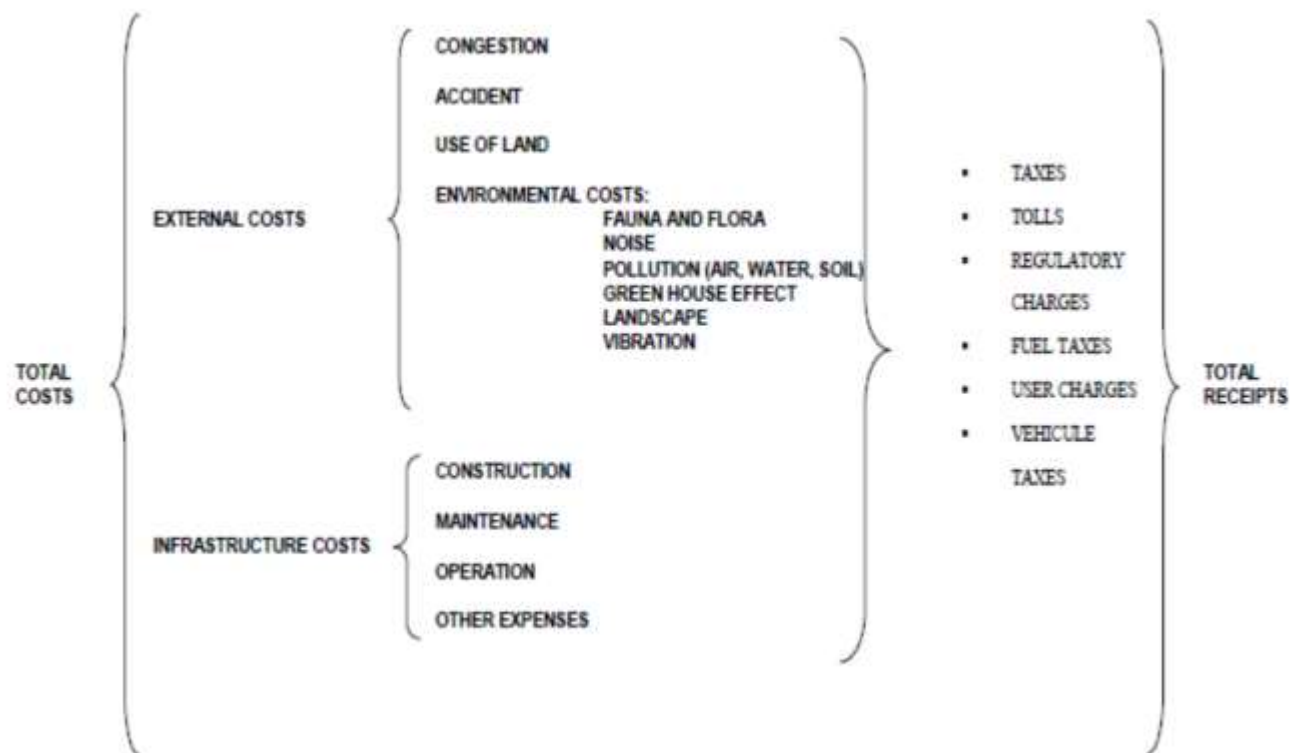 TOTAL
COSTS
EXTERNAL COSTS
CONGESTION
ACCIDENT
USE OF LAND
ENVIRONMENTAL COSTS:
FAUNA AND FLORA
NOISE
POLLUTION (AIR, WATER, SOIL)
GREEN HOUSE EFFECT
LANDSCAPE
VIBRATION
INFRASTRUCTURE COSTS
CONSTRUCTION
MAINTENANCE
OPERATION
OTHER EXPENSES
▪ TAXES
▪ TOLLS
▪ REGULATORY
CHARGES
▪ FUEL TAXES
▪ USER CHARGES
▪ VEHICULE
TAXES
TOTAL
RECEIPTS